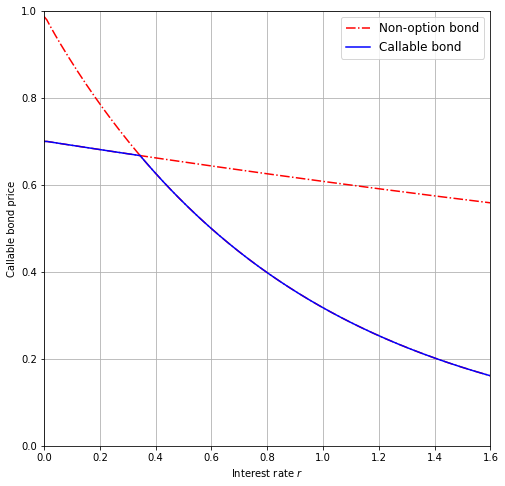 Non-option bond
Callable bond
1.0
0.8
0.6
0.4
0.2
0.0
Callable bond price
0.0 0.2 0.4 0.6 0.8 1.0 1.2 1.4 1.6
Interest rate r